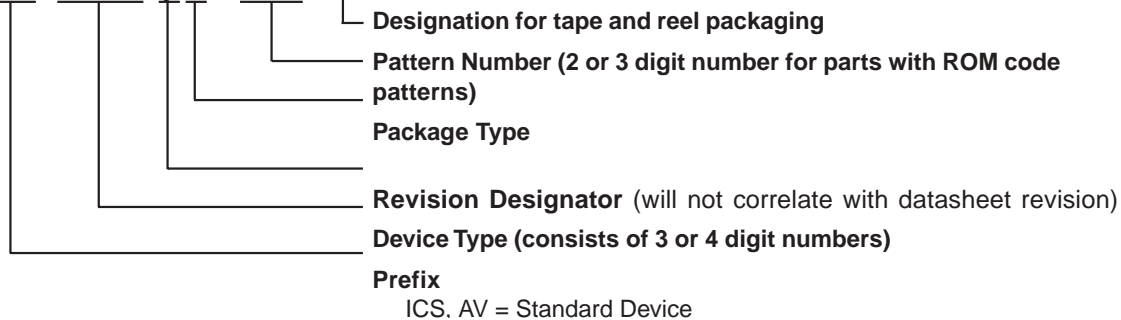 Designation for tape and reel packaging
Pattern Number (2 or 3 digit number for parts with ROM code
patterns)
Package Type
Revision Designator (will not correlate with datasheet revision)
Device Type (consists of 3 or 4 digit numbers)
Prefix
ICS, AV = Standard Device